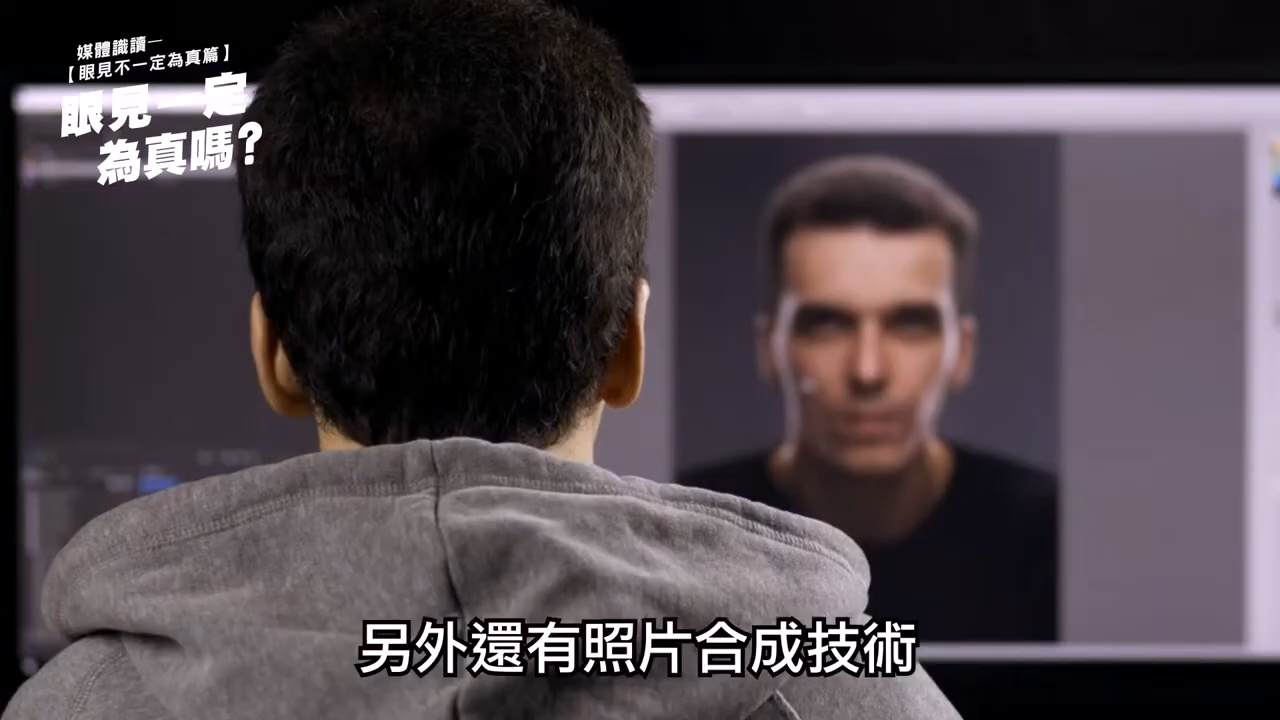 媒體識讀—
【眼見不一定為真篇】
眼見一定
為真嗎?
另外還有照片合成技術